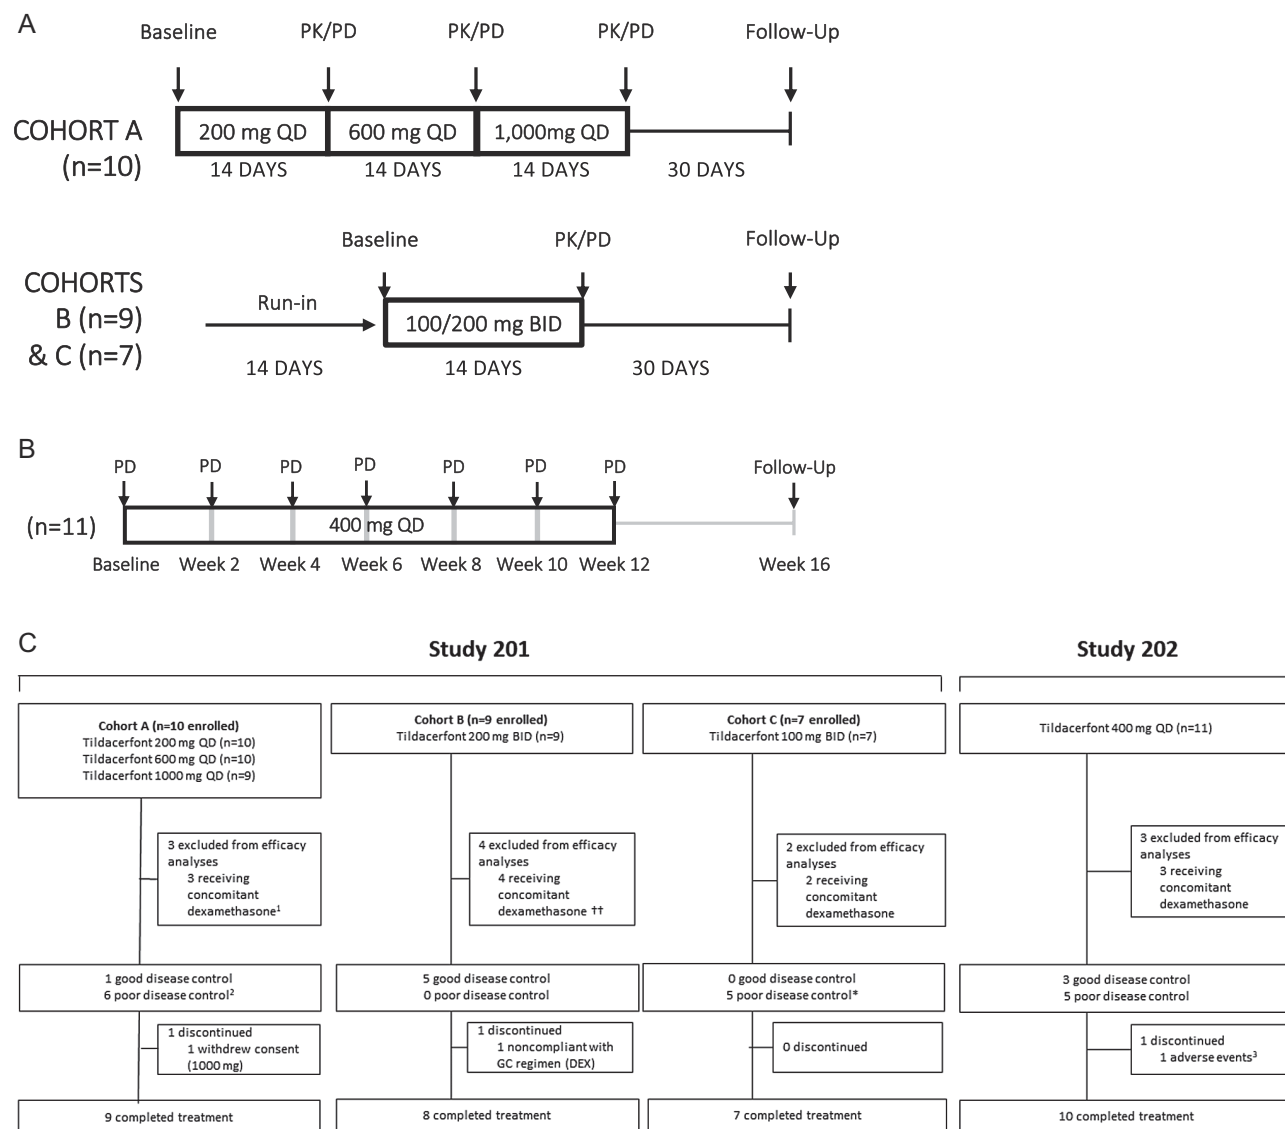 A
Baseline PK/PD PK/PD PK/PD Follow-Up
COHORT A
(n=10)
200 mg QD 600 mg QD 1,000mg QD
14 DAYS 14 DAYS 14 DAYS 30 DAYS
Baseline PK/PD Follow-Up
COHORTS
B (n=9)
& C (n=7)
Run-in
100/200 mg BID
14 DAYS 14 DAYS 30 DAYS
B
PD PD PD PD PD PD PD Follow-Up
(n=11)
400 mg QD
Baseline Week 2 Week 4 Week 6 Week 8 Week 10 Week 12 Week 16
C
Study 201
Study 202
Cohort A (n=10 enrolled)
Tildacerfont 200 mg QD (n=10)
Tildacerfont 600 mg QD (n=10)
Tildacerfont 1000 mg QD (n=9)
Cohort B (n=9 enrolled)
Tildacerfont 200 mg BID (n=9)
Cohort C (n=7 enrolled)
Tildacerfont 100 mg BID (n=7)
Tildacerfont 400 mg QD (n=11)
3 excluded from efficacy
analyses
3 receiving
concomitant
dexamethasone¹
4 excluded from efficacy
analyses
4 receiving
concomitant
dexamethasone ††
2 excluded from efficacy
analyses
2 receiving
concomitant
dexamethasone
3 excluded from efficacy
analyses
3 receiving
concomitant
dexamethasone
1 good disease control
6 poor disease control²
5 good disease control
0 poor disease control
0 good disease control
5 poor disease control*
3 good disease control
5 poor disease control
1 discontinued
1 withdrew consent
(1000 mg)
1 discontinued
1 noncompliant with
GC regimen (DEX)
0 discontinued
1 discontinued
1 adverse events³
9 completed treatment
8 completed treatment
7 completed treatment
10 completed treatment